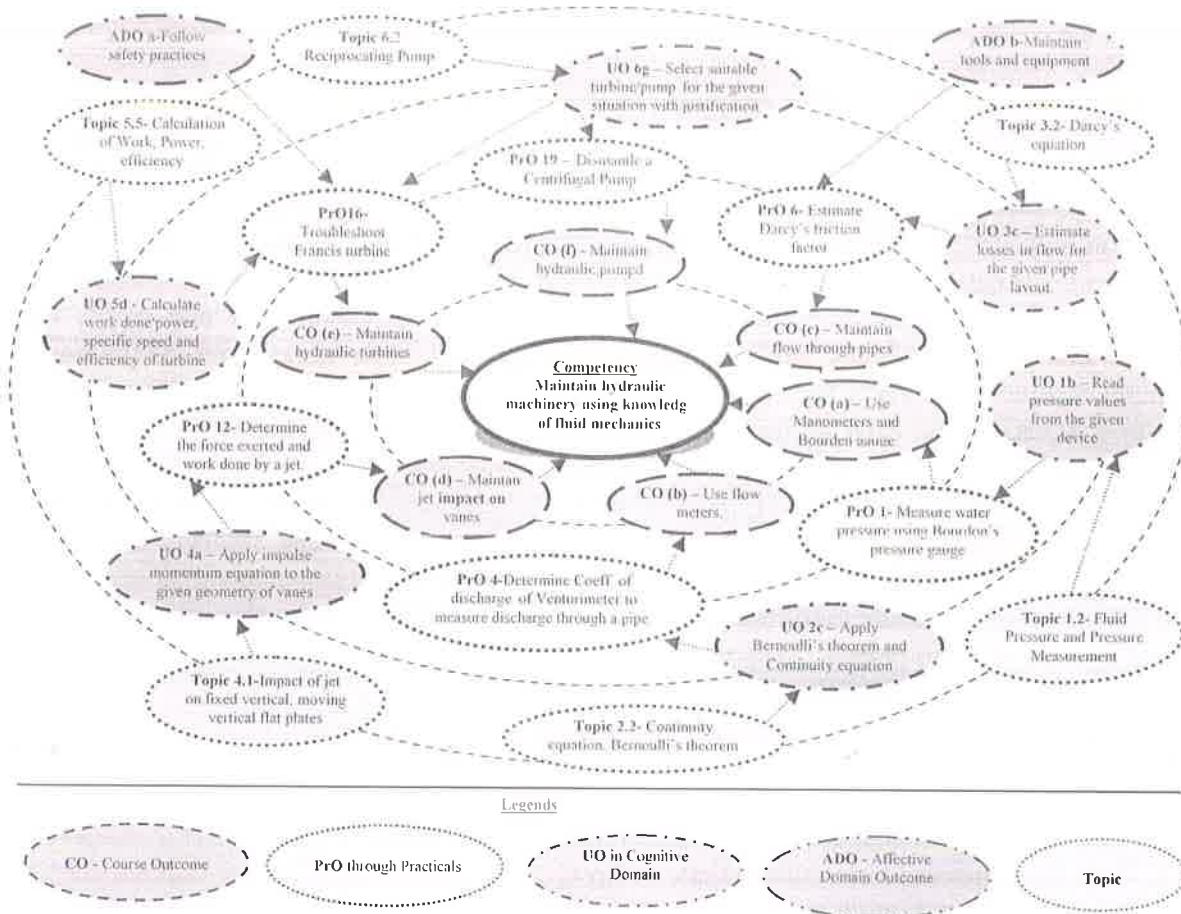 ADO a-Follow
safety practices
Topic 6.2
Reciprocating Pump
UO 6g – Select suitable
turbine/pump for the given
situation with justification
ADO b-Maintain
tools and equipment
Topic 5.5- Calculation
of Work, Power,
efficiency
Topic 3.2- Darcy's
equation
PrO 19 – Dismantle a
Centrifugal Pump
PrO16-
Troubleshoot
Francis turbine
PrO 6- Estimate
Darcy's friction
factor
UO 3c – Estimate
losses in flow for
the given pipe
layout.
CO (f) – Maintain
hydraulic pumpd
UO 5d - Calculate
work done/power,
specific speed and
efficiency of turbine
CO (e) – Maintain
hydraulic turbines
CO (c) – Maintain
flow through pipes
Competency
Maintain hydraulic
machinery using knowledg
of fluid mechanics
CO (a) – Use
Manometers and
Bourden gauge
UO 1b – Read
pressure values
from the given
device
PrO 12- Determine
the force exerted and
work done by a jet.
CO (d) – Maintan
jet impact on
vanes
CO (b) – Use flow
meters.
PrO 1- Measure water
pressure using Bourdon's
pressure gauge
UO 4a – Apply impulse
momentum equation to the
given geometry of vanes
PrO 4-Determine Coeff of
discharge of Venturimeter to
measure discharge through a pipe
UO 2c – Apply
Bernoulli's theorem and
Continuity equation
Topic 1.2- Fluid
Pressure and Pressure
Measurement
Topic 4.1-Impact of jet
on fixed vertical, moving
vertical flat plates
Topic 2.2- Continuity
equation, Bernoulli's theorem
Legends
CO - Course Outcome
PrO through Practicals
UO in Cognitive
Domain
ADO - Affective
Domain Outcome
Topic